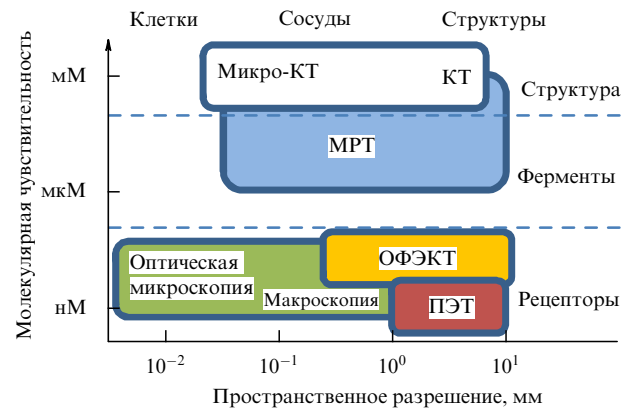 Клетки Сосуды Структуры
Молекулярная чувствительность
мМ
Микро-КТ КТ
Структура
МРТ
мкМ
Ферменты
Оптическая
микроскопия
ОФЭКТ
Макроскопия
нМ
ПЭТ
Рецепторы
10⁻² 10⁻¹ 10⁰ 10¹
Пространственное разрешение, мм